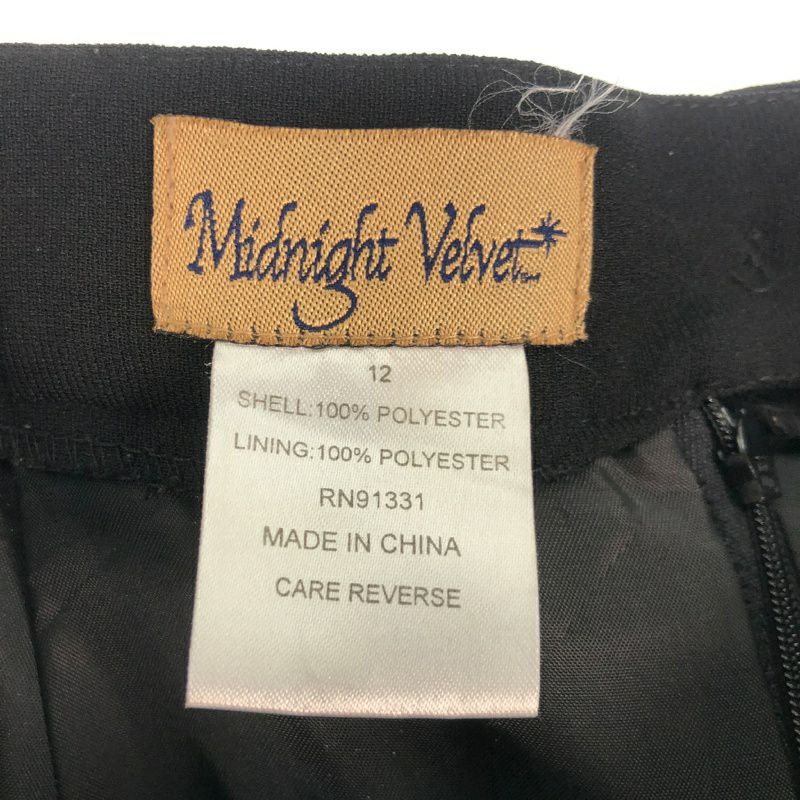 Midnight Velvet
12
SHELL:100% POLYESTER
LINING:100% POLYESTER
RN91331
MADE IN CHINA
CARE REVERSE